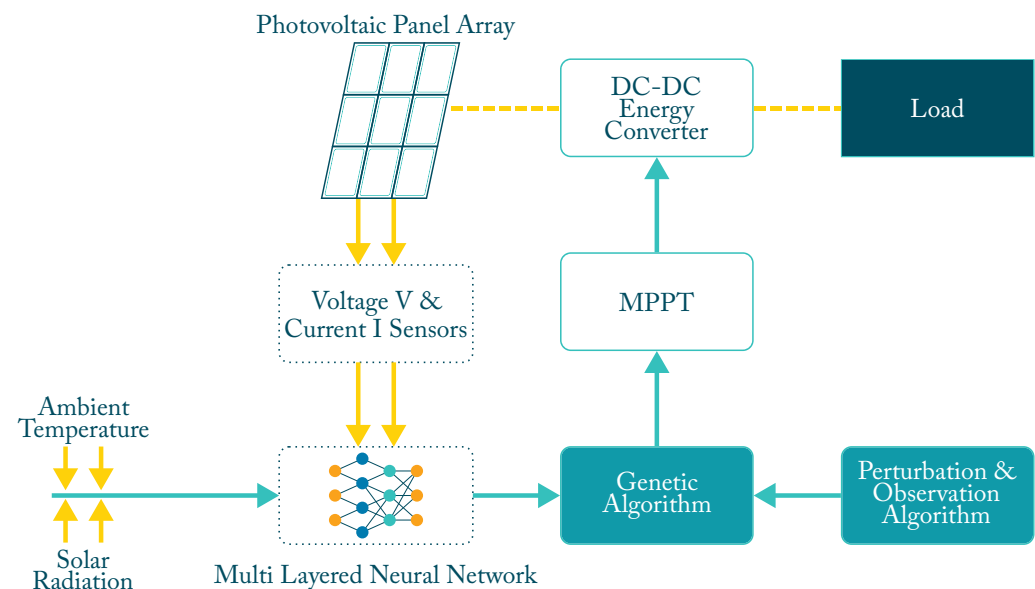 Photovoltaic Panel Array
DC-DC
Energy
Converter
Load
Voltage V &
Current I Sensors
MPPT
Ambient
Temperature
Genetic
Algorithm
Perturbation &
Observation
Algorithm
Solar
Radiation
Multi Layered Neural Network